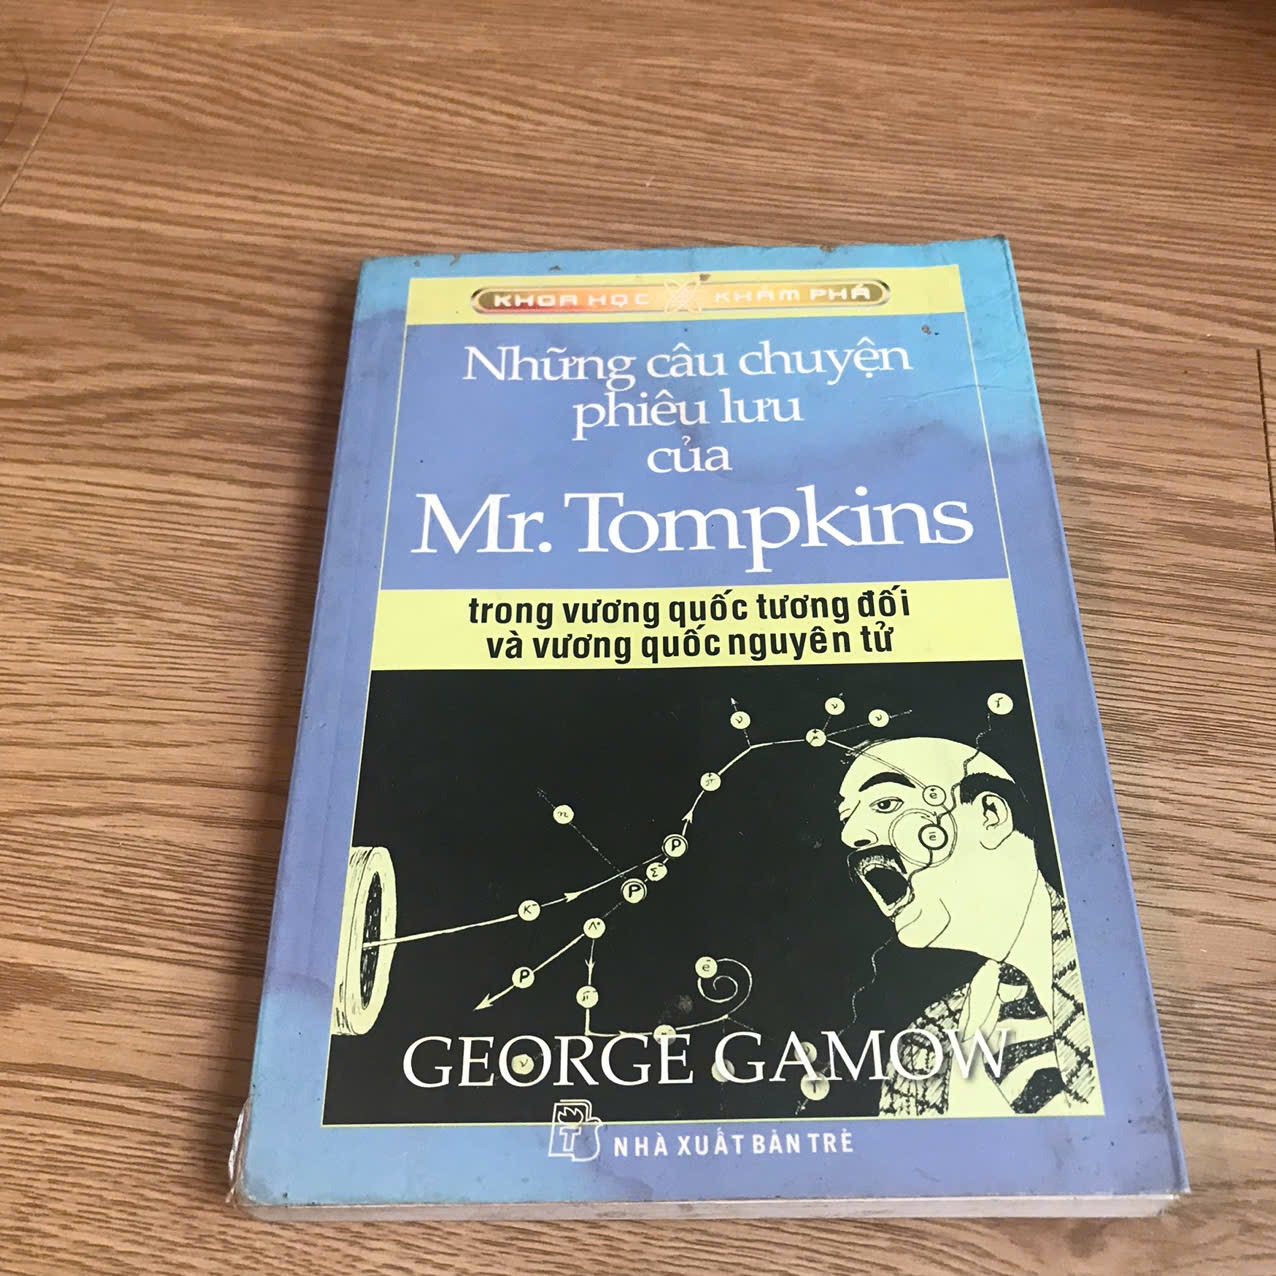 KHOA HỌC KHÁM PHÁ
Những câu chuyện
phiêu lưu
của
Mr. Tompkins
trong vương quốc tương đối
và vương quốc nguyên tử
GEORGE GAMOW
NHÀ XUẤT BẢN TRẺ